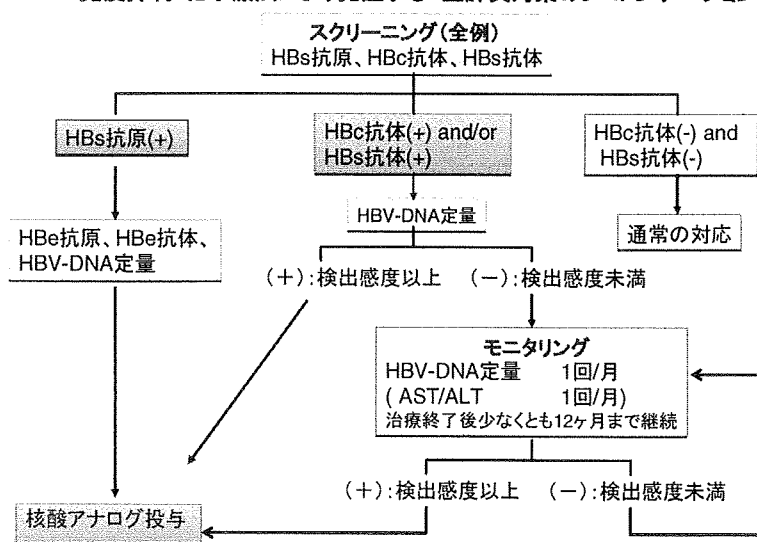 スクリーニング(全例)
HBs抗原、HBc抗体、HBs抗体
HBs抗原(+)
HBc抗体(+) and/or
HBs抗体(+)
HBc抗体(-) and
HBs抗体(-)
HBe抗原、HBe抗体、
HBV-DNA定量
HBV-DNA定量
通常の対応
(+):検出感度以上
(-):検出感度未満
モニタリング
HBV-DNA定量 1回/月
( AST/ALT 1回/月)
治療終了後少なくとも12ヶ月まで継続
(+):検出感度以上
(-):検出感度未満
核酸アナログ投与